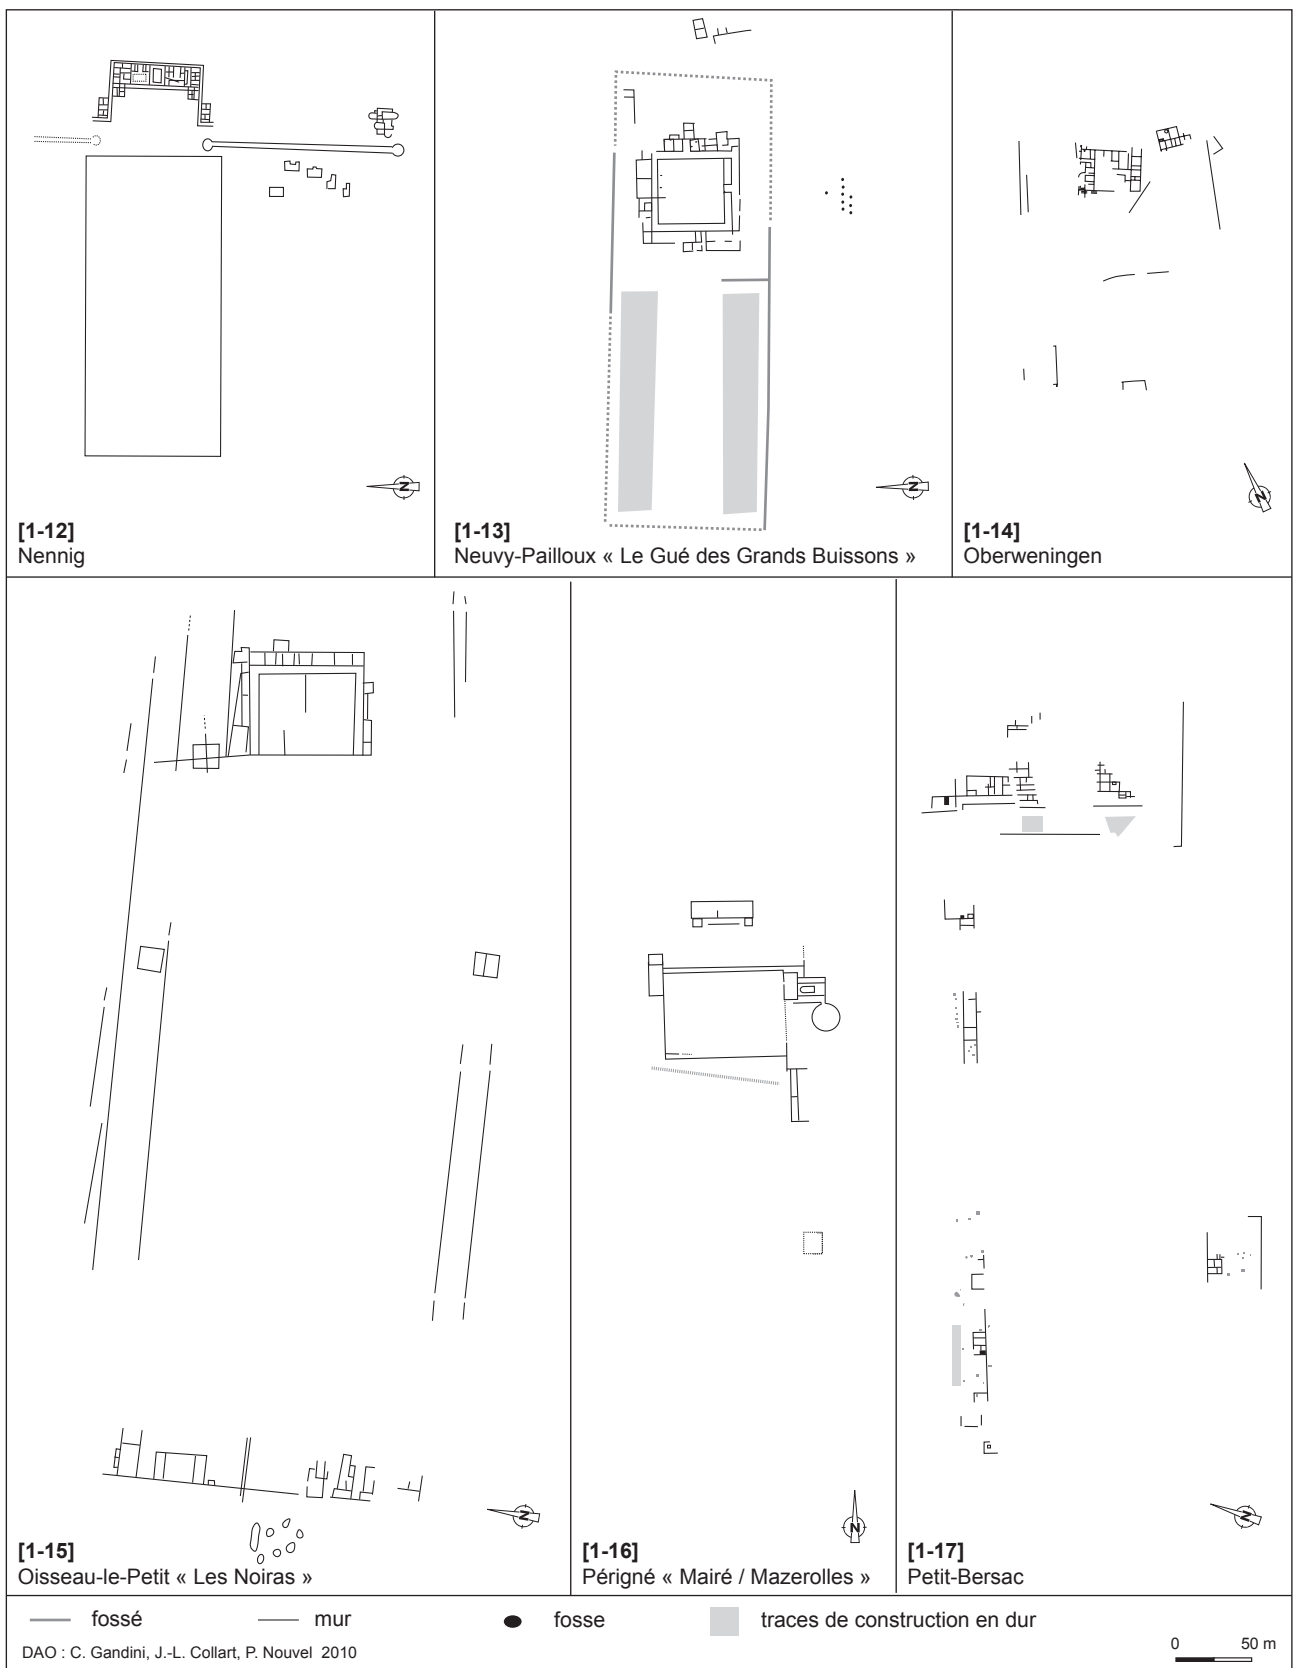 N
[1-12]
Nennig
N
[1-13]
Neuvy-Pailloux « Le Gué des Grands Buissons »
N
[1-14]
Oberweningen
N
[1-15]
Oisseau-le-Petit « Les Noiras »
N
[1-16]
Périgné « Mairé / Mazerolles »
N
[1-17]
Petit-Bersac
fossé mur fosse traces de construction en dur
DAO : C. Gandini, J.-L. Collart, P. Nouvel 2010
0 50 m